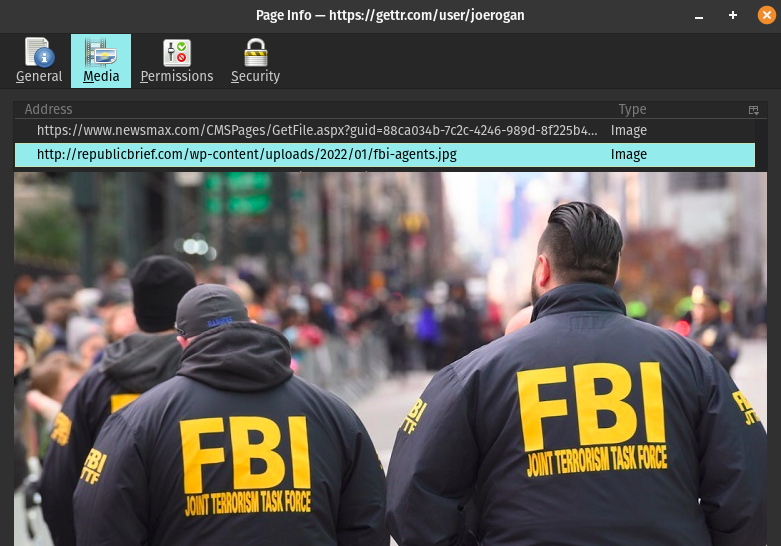 Page Info — https://gettr.com/user/joerogan
General
Media
Permissions
Security
Address
Type
https://www.newsmax.com/CMSPages/GetFile.aspx?guid=88ca034b-7c2c-4246-989d-8f225b4...
Image
http://republicbrief.com/wp-content/uploads/2022/01/fbi-agents.jpg
Image
FBI
JOINT TERRORISM TASK FORCE
FBI
JTTF
FBI
JOINT TERRORISM TASK FORCE